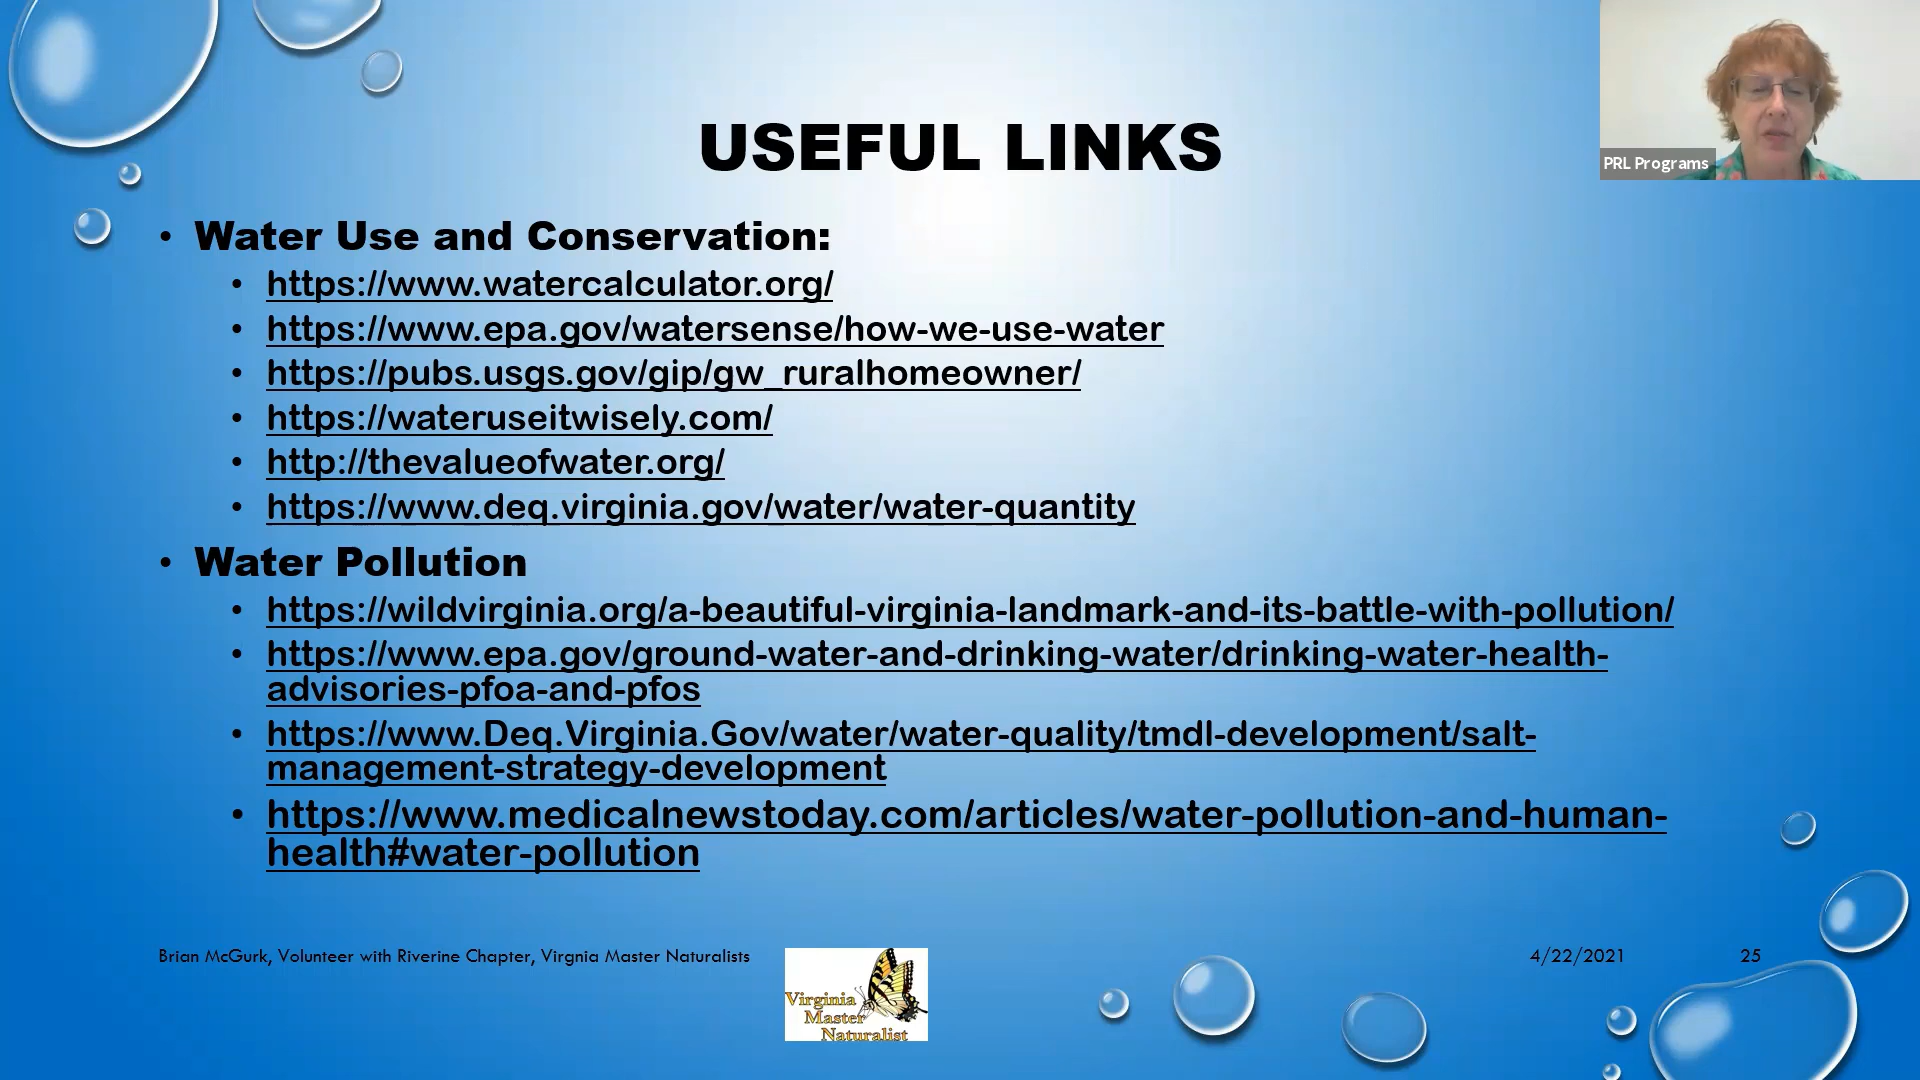 USEFUL LINKS
PRL Programs
• Water Use and Conservation:
• https://www.watercalculator.org/
• https://www.epa.gov/watersense/how-we-use-water
• https://pubs.usgs.gov/gip/gw_ruralhomeowner/
• https://wateruseitwisely.com/
• http://thevalueofwater.org/
• https://www.deq.virginia.gov/water/water-quantity
• Water Pollution
• https://wildvirginia.org/a-beautiful-virginia-landmark-and-its-battle-with-pollution/
• https://www.epa.gov/ground-water-and-drinking-water/drinking-water-health-
advisories-pfoa-and-pfos
• https://www.Deq.Virginia.Gov/water/water-quality/tmdl-development/salt-
management-strategy-development
• https://www.medicalnewstoday.com/articles/water-pollution-and-human-
health#water-pollution
Brian McGurk, Volunteer with Riverine Chapter, Virgnia Master Naturalists
Virginia
Master
Naturalist
4/22/2021
25